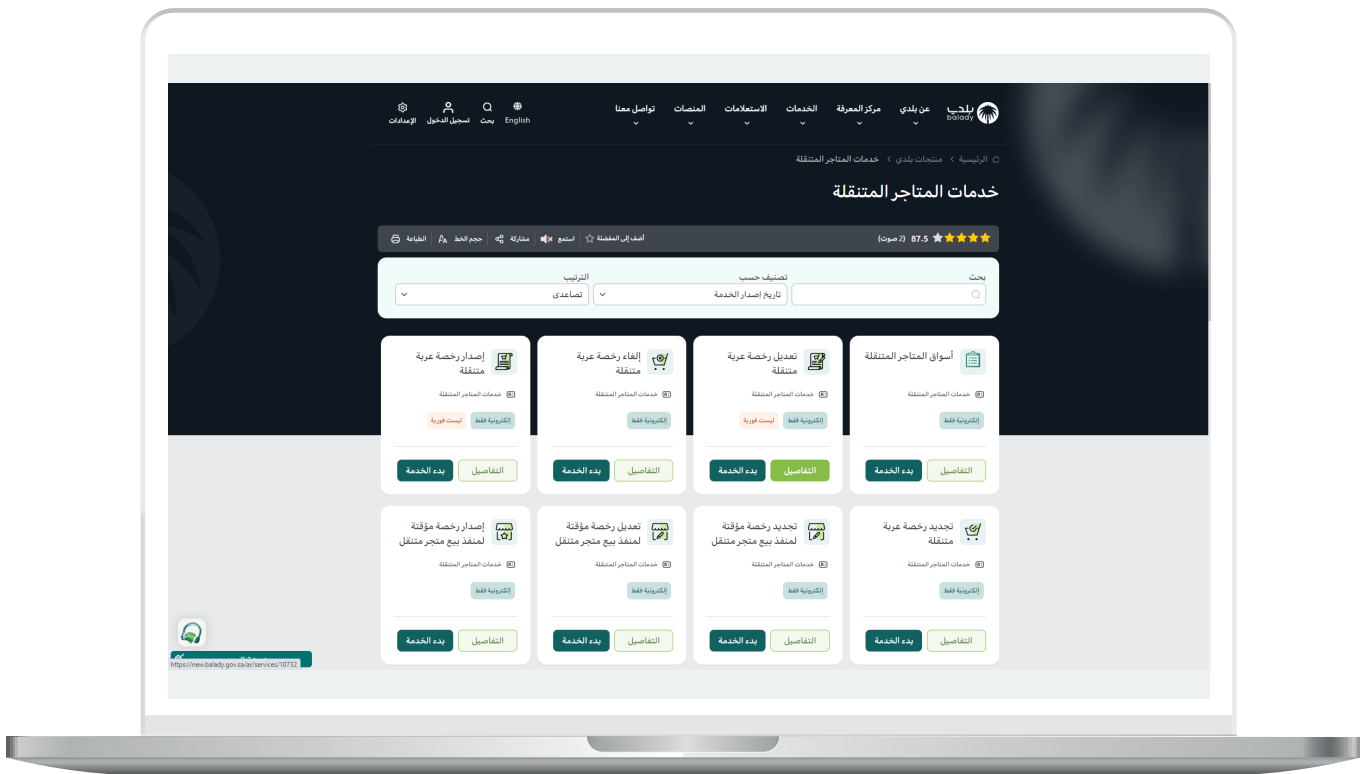 بلدي
balady
عن بلدي
مركز المعرفة
الخدمات
الاستعلامات
المنصات
تواصل معنا
English
بحث
تسجيل الدخول
الإعدادات
الرئيسية > منتجات بلدي > خدمات المتاجر المتنقلة
خدمات المتاجر المتنقلة
87.5 (2 صوت)
أضف إلى المفضلة
استمع
مشاركة
حجم الخط
الطباعة
بحث
تصنيف حسب
الترتيب
تاريخ إصدار الخدمة
تصاعدى
أسواق المتاجر المتنقلة
خدمات المتاجر المتنقلة
إلكترونية فقط
التفاصيل
بدء الخدمة
تعديل رخصة عربة
متنقلة
خدمات المتاجر المتنقلة
إلكترونية فقط
ليست فورية
التفاصيل
بدء الخدمة
إلغاء رخصة عربة
متنقلة
خدمات المتاجر المتنقلة
إلكترونية فقط
التفاصيل
بدء الخدمة
إصدار رخصة عربة
متنقلة
خدمات المتاجر المتنقلة
إلكترونية فقط
ليست فورية
التفاصيل
بدء الخدمة
تجديد رخصة عربة
متنقلة
خدمات المتاجر المتنقلة
إلكترونية فقط
التفاصيل
بدء الخدمة
تجديد رخصة مؤقتة
لمنفذ بيع متجر متنقل
خدمات المتاجر المتنقلة
إلكترونية فقط
التفاصيل
بدء الخدمة
تعديل رخصة مؤقتة
لمنفذ بيع متجر متنقل
خدمات المتاجر المتنقلة
إلكترونية فقط
التفاصيل
بدء الخدمة
إصدار رخصة مؤقتة
لمنفذ بيع متجر متنقل
خدمات المتاجر المتنقلة
إلكترونية فقط
التفاصيل
بدء الخدمة
https://new.balady.gov.sa/ar/services/10732